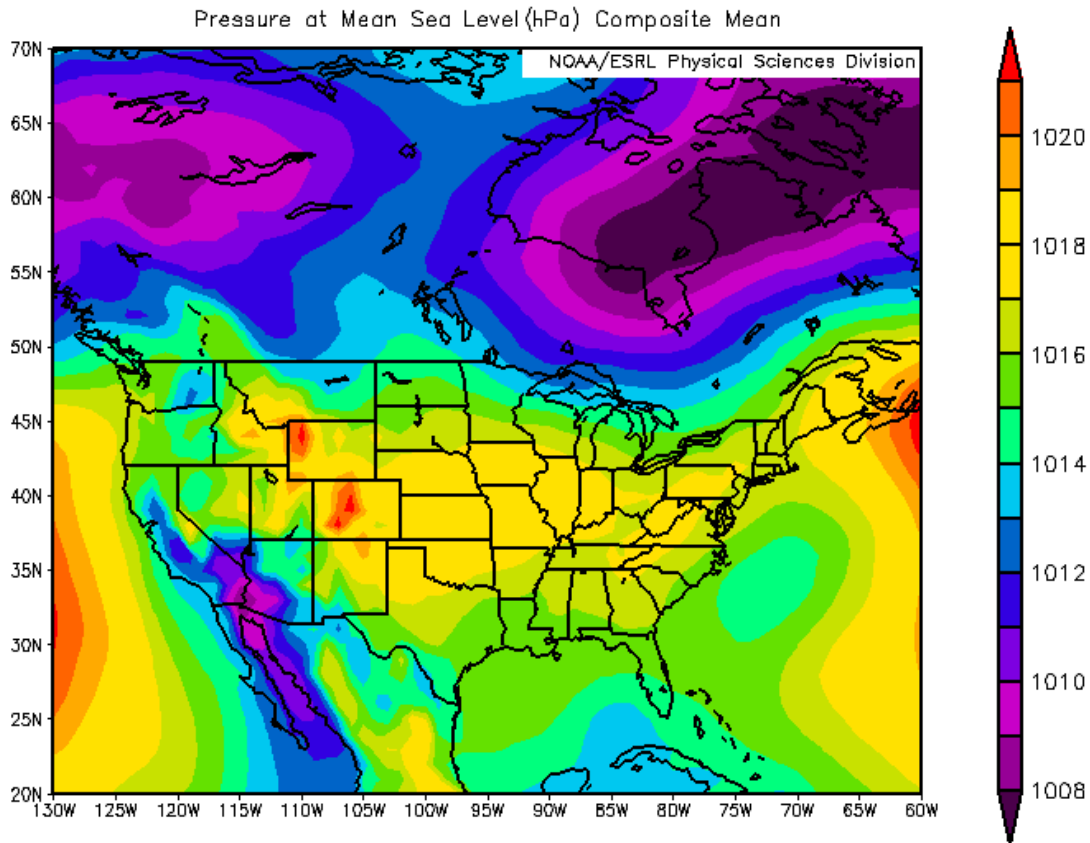 Pressure at Mean Sea Level (hPa) Composite Mean
NOAA/ESRL Physical Sciences Division
70N
65N
60N
55N
50N
45N
40N
35N
30N
25N
20N
130W 125W 120W 115W 110W 105W 100W 95W 90W 85W 80W 75W 70W 65W 60W
1020
1018
1016
1014
1012
1010
1008